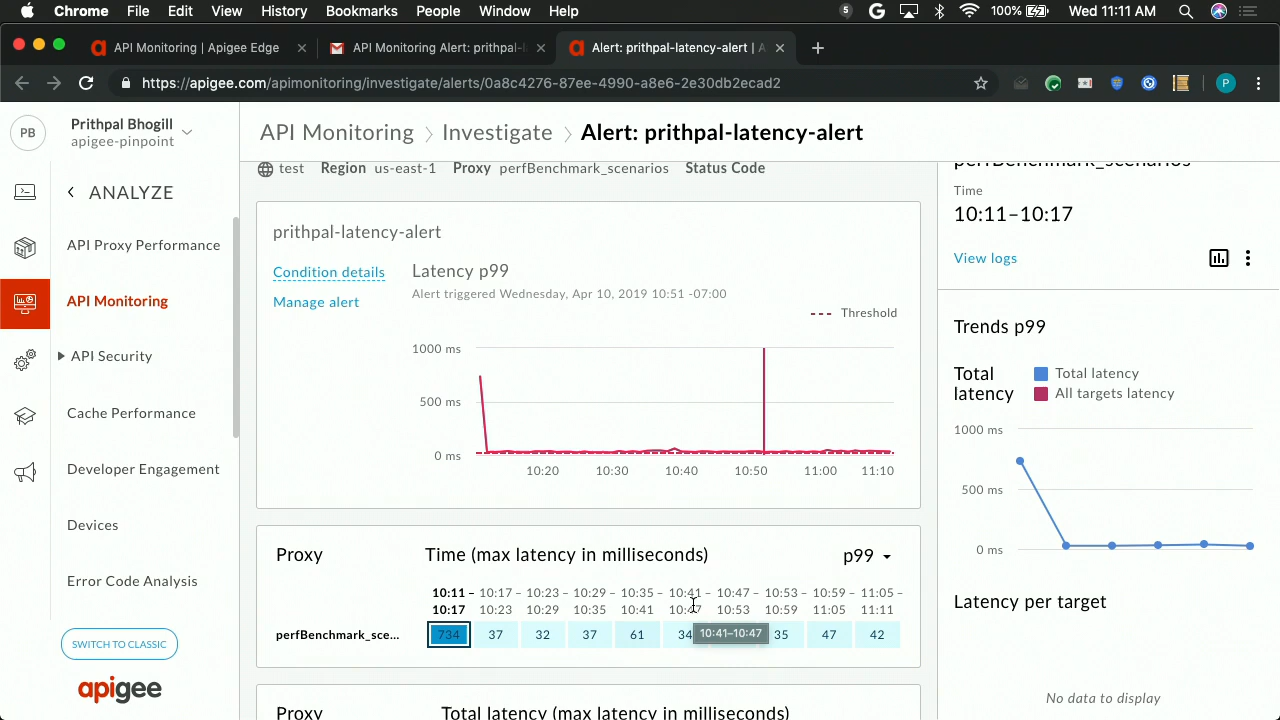 Chrome File Edit View History Bookmarks People Window Help 5 100% Wed 11:11 AM
API Monitoring | Apigee Edge
API Monitoring Alert: prithpal-l
Alert: prithpal-latency-alert | A
https://apigee.com/apimonitoring/investigate/alerts/0a8c4276-87ee-4990-a8e6-2e30db2ecad2
P
PB
Prithpal Bhogill
apigee-pinpoint
ANALYZE
API Proxy Performance
API Monitoring
API Security
Cache Performance
Developer Engagement
Devices
Error Code Analysis
SWITCH TO CLASSIC
apigee
API Monitoring > Investigate > Alert: prithpal-latency-alert
test Region us-east-1 Proxy perfBenchmark_scenarios Status Code
prithpal-latency-alert
Condition details
Manage alert
Latency p99
Alert triggered Wednesday, Apr 10, 2019 10:51 -07:00
Threshold
1000 ms
500 ms
0 ms
10:20 10:30 10:40 10:50 11:00 11:10
Proxy Time (max latency in milliseconds) p99
10:11 – 10:17 – 10:23 – 10:29 – 10:35 – 10:41 – 10:47 – 10:53 – 10:59 – 11:05 –
10:17 10:23 10:29 10:35 10:41 10:47 10:53 10:59 11:05 11:11
perfBenchmark_sce... 734 37 32 37 61 34 10:41–10:47 35 47 42
Proxy Total latency (max latency in milliseconds)
perfBenchmark_scenarios
Time
10:11–10:17
View logs
Trends p99
Total
latency
Total latency
All targets latency
1000 ms
500 ms
0 ms
Latency per target
No data to display